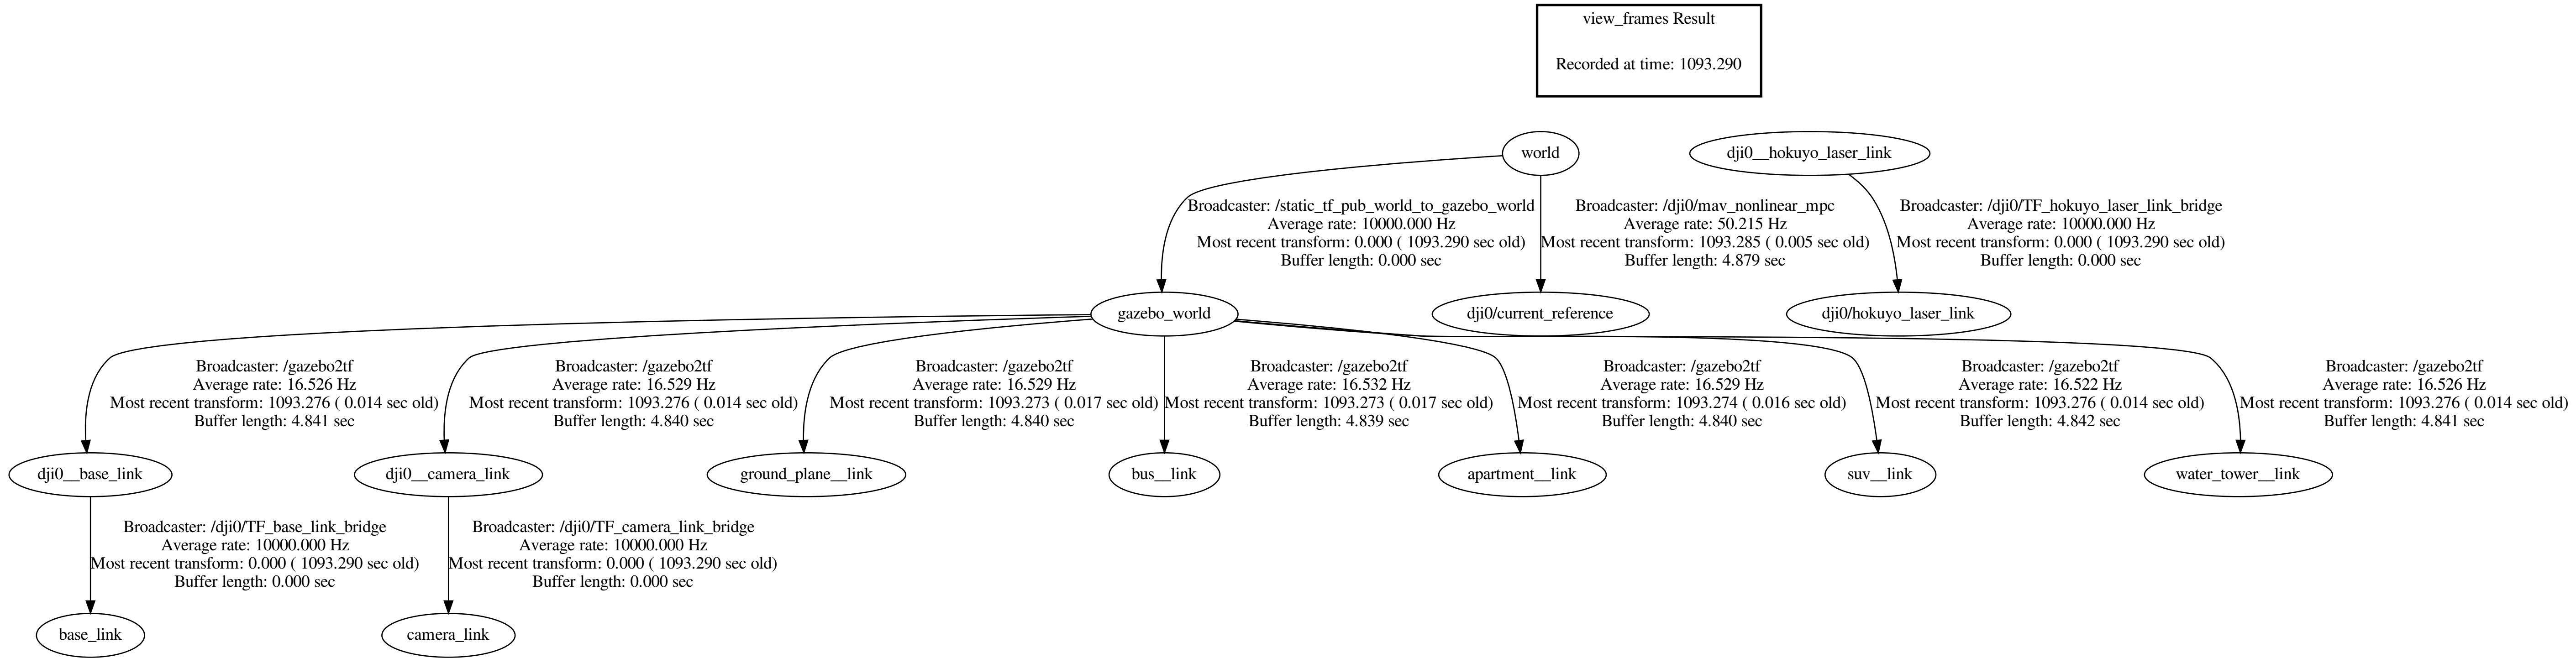 view_frames Result
Recorded at time: 1093.290
world
dji0__hokuyo_laser_link
Broadcaster: /static_tf_pub_world_to_gazebo_world
Average rate: 10000.000 Hz
Most recent transform: 0.000 ( 1093.290 sec old)
Buffer length: 0.000 sec
Broadcaster: /dji0/mav_nonlinear_mpc
Average rate: 50.215 Hz
Most recent transform: 1093.285 ( 0.005 sec old)
Buffer length: 4.879 sec
Broadcaster: /dji0/TF_hokuyo_laser_link_bridge
Average rate: 10000.000 Hz
Most recent transform: 0.000 ( 1093.290 sec old)
Buffer length: 0.000 sec
gazebo_world
dji0/current_reference
dji0/hokuyo_laser_link
Broadcaster: /gazebo2tf
Average rate: 16.526 Hz
Most recent transform: 1093.276 ( 0.014 sec old)
Buffer length: 4.841 sec
Broadcaster: /gazebo2tf
Average rate: 16.529 Hz
Most recent transform: 1093.276 ( 0.014 sec old)
Buffer length: 4.840 sec
Broadcaster: /gazebo2tf
Average rate: 16.529 Hz
Most recent transform: 1093.273 ( 0.017 sec old)
Buffer length: 4.840 sec
Broadcaster: /gazebo2tf
Average rate: 16.532 Hz
Most recent transform: 1093.273 ( 0.017 sec old)
Buffer length: 4.839 sec
Broadcaster: /gazebo2tf
Average rate: 16.529 Hz
Most recent transform: 1093.274 ( 0.016 sec old)
Buffer length: 4.840 sec
Broadcaster: /gazebo2tf
Average rate: 16.522 Hz
Most recent transform: 1093.276 ( 0.014 sec old)
Buffer length: 4.842 sec
Broadcaster: /gazebo2tf
Average rate: 16.526 Hz
Most recent transform: 1093.276 ( 0.014 sec old)
Buffer length: 4.841 sec
dji0__base_link
dji0__camera_link
ground_plane__link
bus__link
apartment__link
suv__link
water_tower__link
Broadcaster: /dji0/TF_base_link_bridge
Average rate: 10000.000 Hz
Most recent transform: 0.000 ( 1093.290 sec old)
Buffer length: 0.000 sec
Broadcaster: /dji0/TF_camera_link_bridge
Average rate: 10000.000 Hz
Most recent transform: 0.000 ( 1093.290 sec old)
Buffer length: 0.000 sec
base_link
camera_link